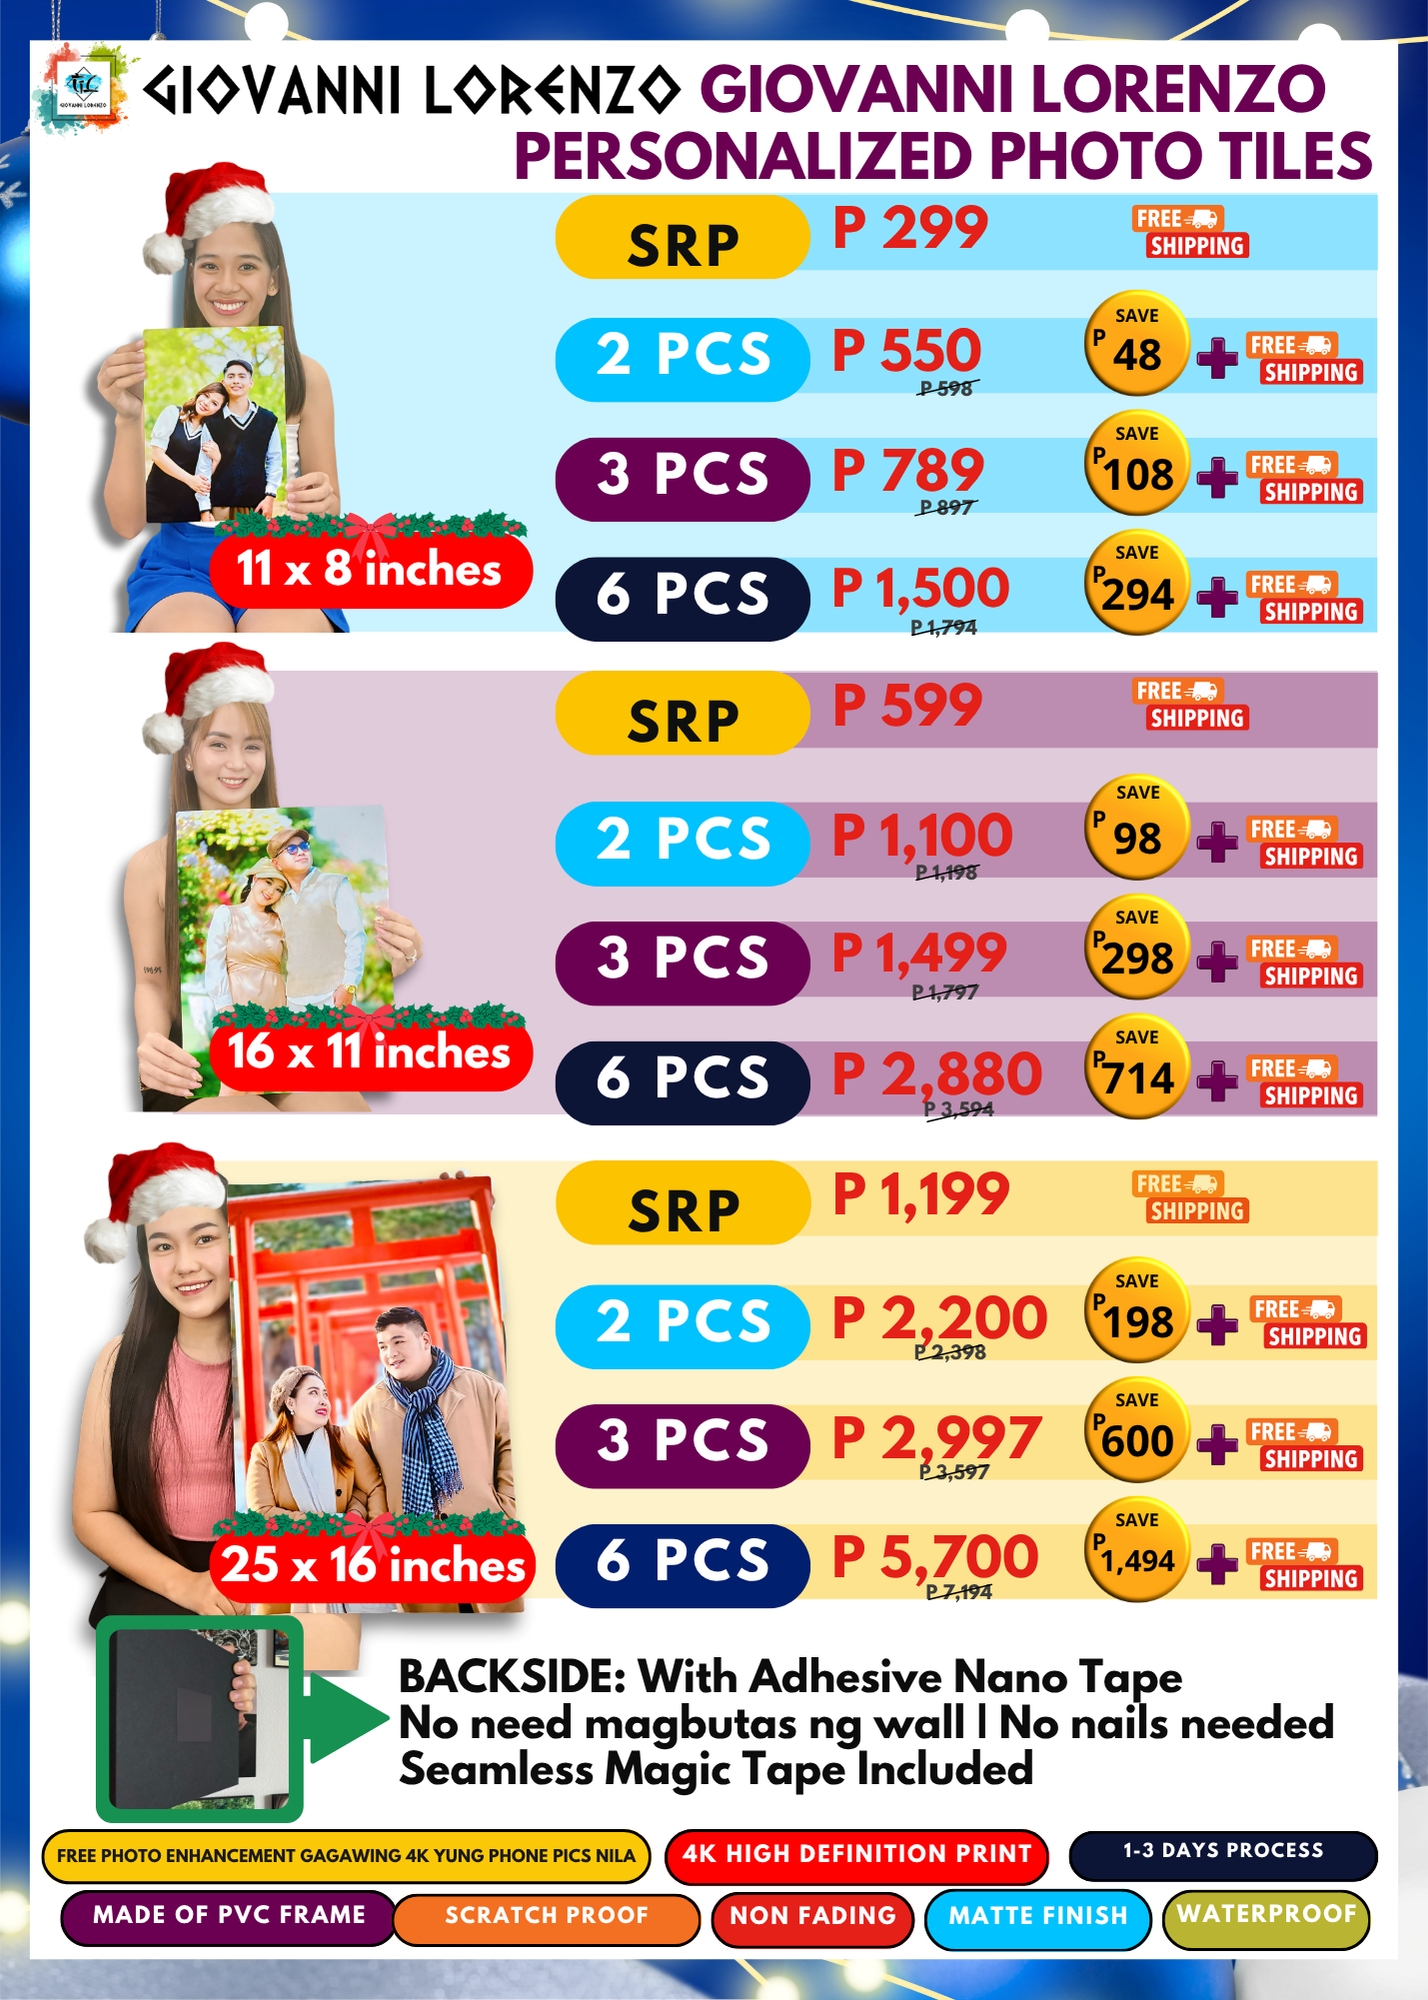 GIOVANNI LORENZO
GIOVANNI LORENZO GIOVANNI LORENZO
PERSONALIZED PHOTO TILES
SRP P 299 FREE SHIPPING
2 PCS P 550 P 598 SAVE P 48 FREE SHIPPING
3 PCS P 789 P 897 SAVE P 108 FREE SHIPPING
11 x 8 inches
6 PCS P 1,500 P 1,794 SAVE P 294 FREE SHIPPING
SRP P 599 FREE SHIPPING
2 PCS P 1,100 P 1,198 SAVE P 98 FREE SHIPPING
3 PCS P 1,499 P 1,797 SAVE P 298 FREE SHIPPING
16 x 11 inches
6 PCS P 2,880 P 3,594 SAVE P 714 FREE SHIPPING
SRP P 1,199 FREE SHIPPING
2 PCS P 2,200 P 2,398 SAVE P 198 FREE SHIPPING
3 PCS P 2,997 P 3,597 SAVE P 600 FREE SHIPPING
25 x 16 inches
6 PCS P 5,700 P 7,194 SAVE P 1,494 FREE SHIPPING
BACKSIDE: With Adhesive Nano Tape
No need magbutas ng wall | No nails needed
Seamless Magic Tape Included
FREE PHOTO ENHANCEMENT GAGAWING 4K YUNG PHONE PICS NILA 4K HIGH DEFINITION PRINT 1-3 DAYS PROCESS
MADE OF PVC FRAME SCRATCH PROOF NON FADING MATTE FINISH WATERPROOF